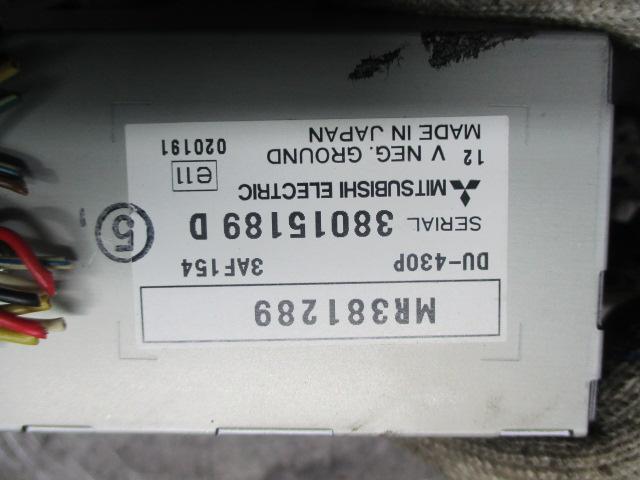 MR381289
DU-430P 3AF154
SERIAL 38015189 D
MITSUBISHI ELECTRIC e11
12 V NEG. GROUND 020191
MADE IN JAPAN
5